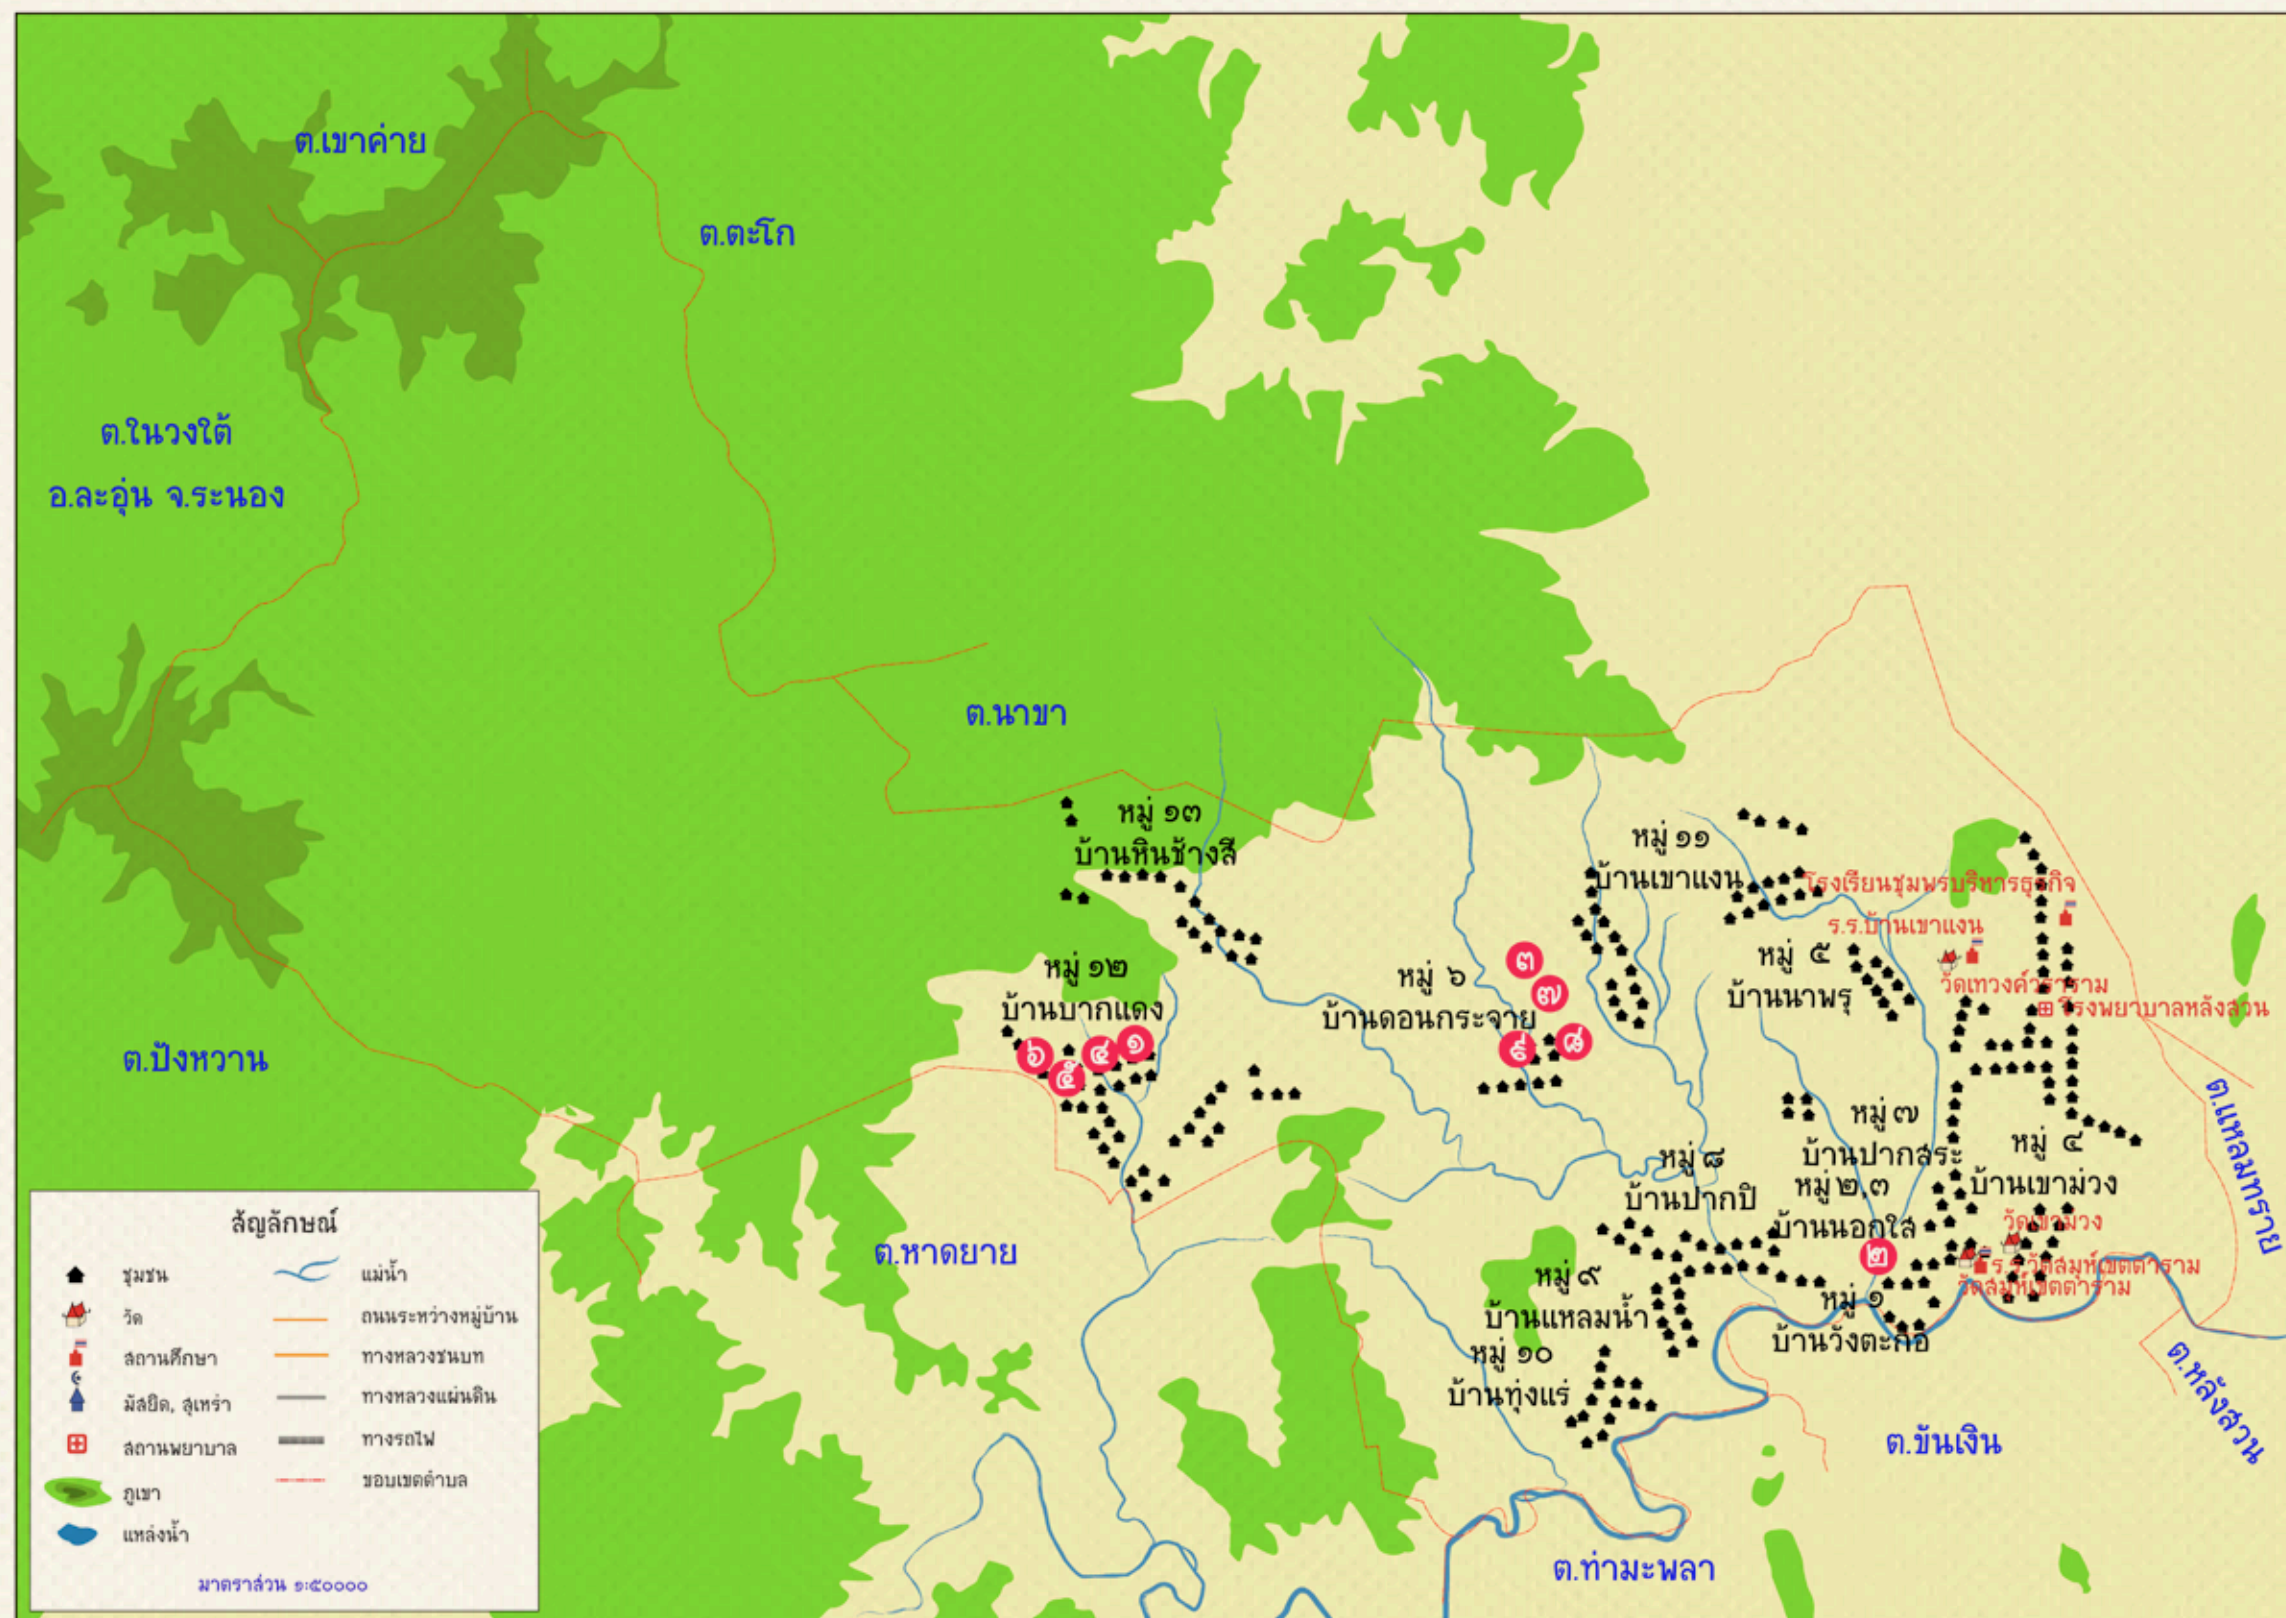 ต.เขาค่าย
ต.ตะโก
ต.ในวงใต้
อ.ละอุ่น จ.ระนอง
ต.นาขา
หมู่ ๑๓
บ้านหินช้างสี
หมู่ ๑๑
บ้านเขาแงน
โรงเรียนชุมพรบริหารธุรกิจ
ร.ร.บ้านเขาแงน
วัดเทวงค์วราราม
โรงพยาบาลหลังสวน
หมู่ ๕
บ้านนาพรุ
หมู่ ๑๒
บ้านบากแดง
หมู่ ๖
บ้านดอนกระจาย
๓
๗
๙
๘
๖
๕
๔
๑
ต.ปังหวาน
หมู่ ๗
บ้านปากสระ
หมู่ ๔
บ้านเขาม่วง
ต.แหลมทราย
หมู่ ๘
บ้านปากปิ
หมู่ ๒,๓
บ้านนอกใส
๒
วัดเขาม่วง
ร.ร.วัดสมุห์เขตตาราม
วัดสมุห์เขตตาราม
ต.หาดยาย
หมู่ ๙
บ้านแหลมน้ำ
หมู่ ๑
บ้านวังตะกอ
หมู่ ๑๐
บ้านทุ่งแร่
ต.หลังสวน
ต.ขันเงิน
ต.ท่ามะพลา
สัญลักษณ์
ชุมชน
แม่น้ำ
วัด
ถนนระหว่างหมู่บ้าน
สถานศึกษา
ทางหลวงชนบท
มัสยิด, สุเหร่า
ทางหลวงแผ่นดิน
สถานพยาบาล
ทางรถไฟ
ภูเขา
ขอบเขตตำบล
แหล่งน้ำ
มาตราส่วน ๑:๕๐๐๐๐